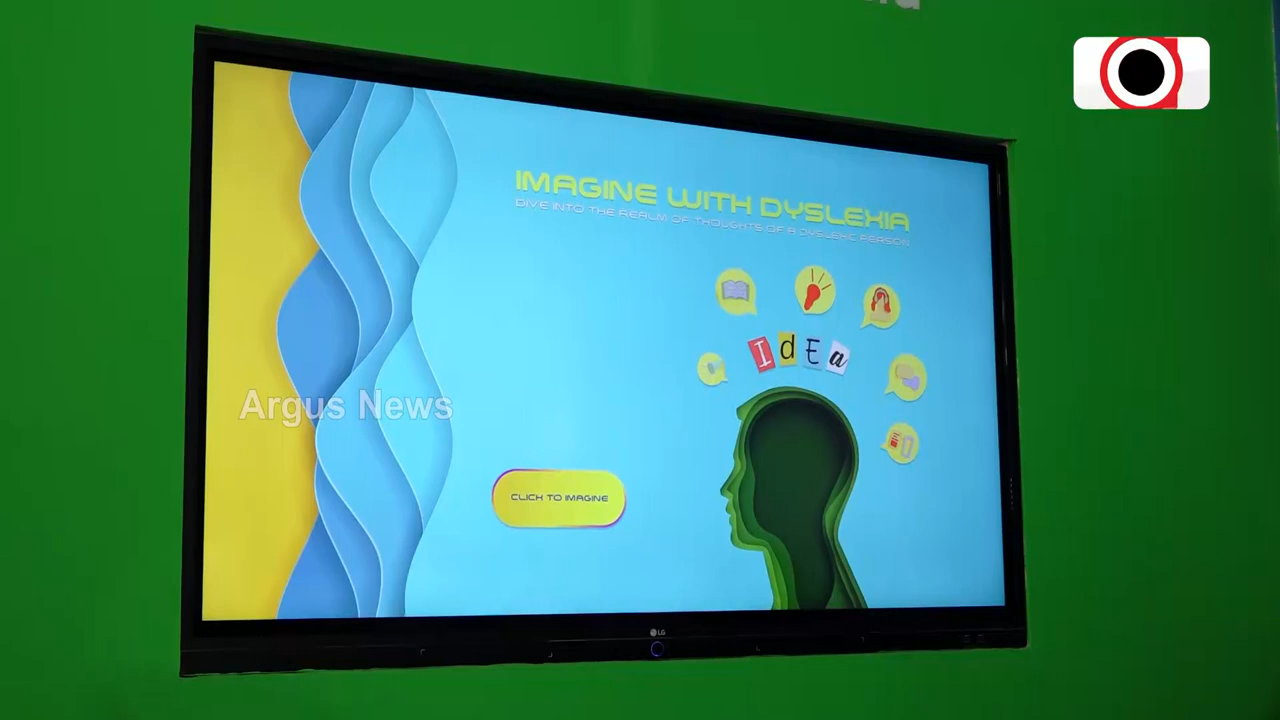 IMAGINE WITH DYSLEXIA
DIVE INTO THE REALM OF THOUGHTS OF A DYSLEXIC PERSON
IdEa
Argus News
CLICK TO IMAGINE
LG